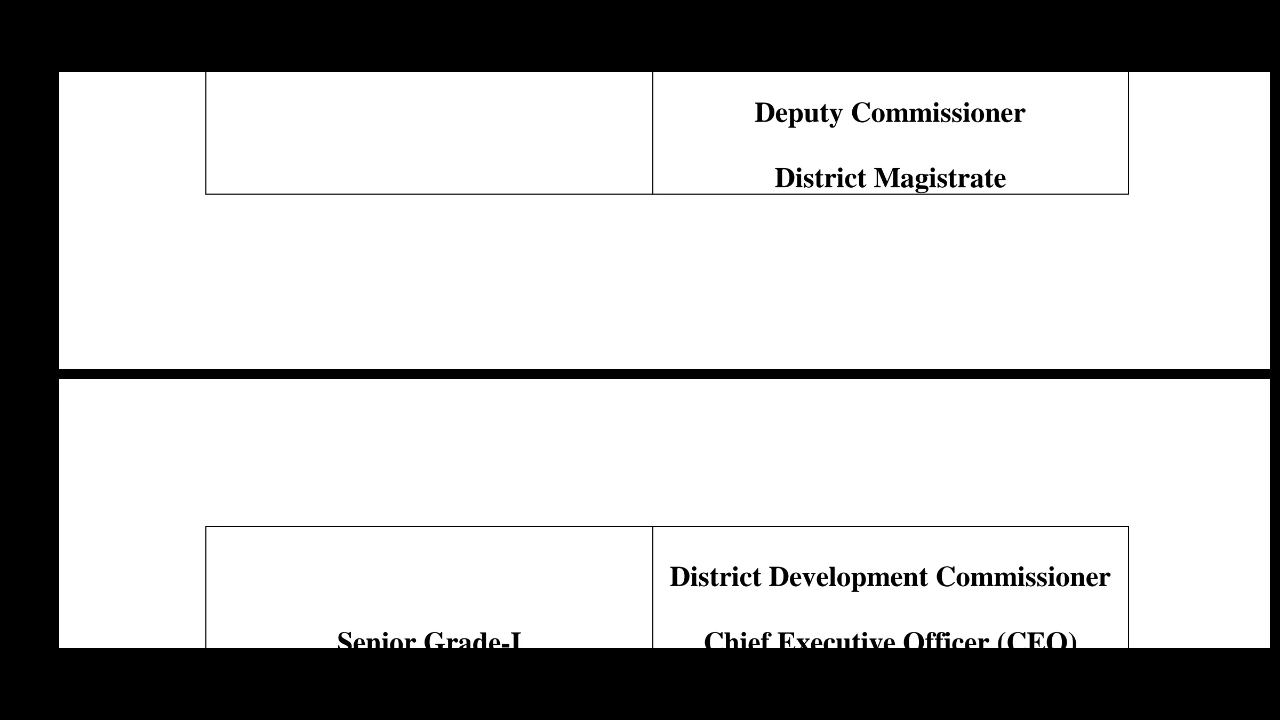 Deputy Commissioner
District Magistrate
District Development Commissioner
Senior Grade-I
Chief Executive Officer (CEO)